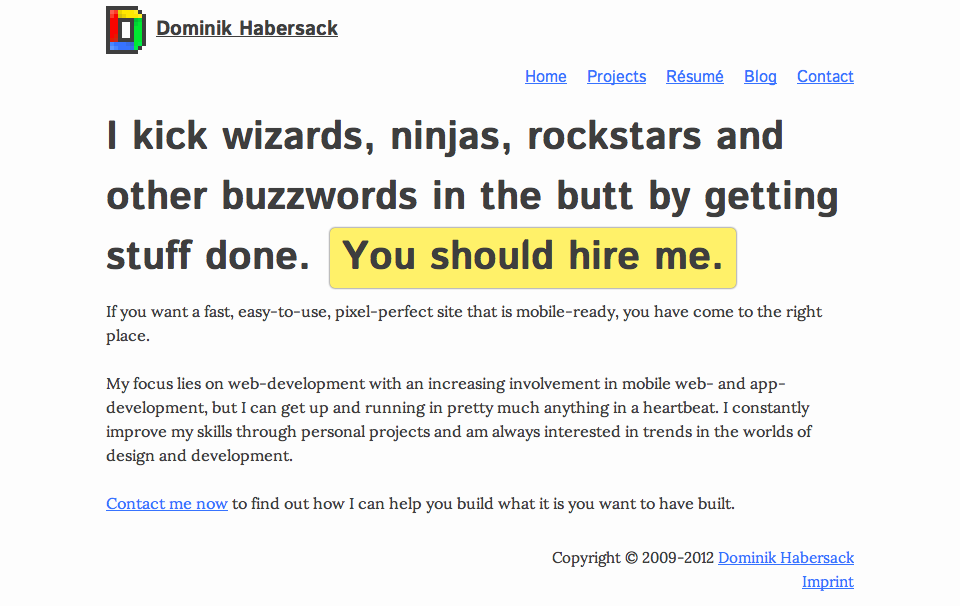 Dominik Habersack
Home Projects Résumé Blog Contact
I kick wizards, ninjas, rockstars and
other buzzwords in the butt by getting
stuff done. You should hire me.
If you want a fast, easy-to-use, pixel-perfect site that is mobile-ready, you have come to the right
place.
My focus lies on web-development with an increasing involvement in mobile web- and app-
development, but I can get up and running in pretty much anything in a heartbeat. I constantly
improve my skills through personal projects and am always interested in trends in the worlds of
design and development.
Contact me now to find out how I can help you build what it is you want to have built.
Copyright © 2009-2012 Dominik Habersack
Imprint